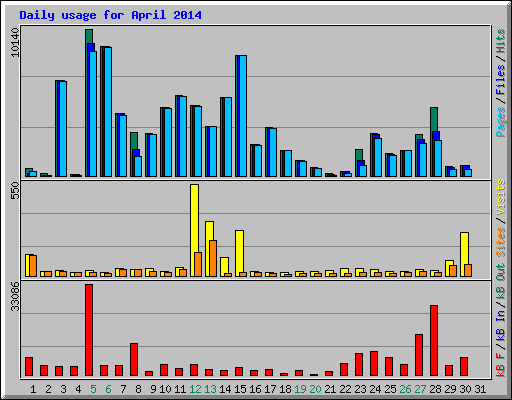 Daily usage for April 2014
10140
Pages / Files / Hits
550
Sites / Visits
33086
kB F / kB In / kB Out
1 2 3 4 5 6 7 8 9 10 11 12 13 14 15 16 17 18 19 20 21 22 23 24 25 26 27 28 29 30 31